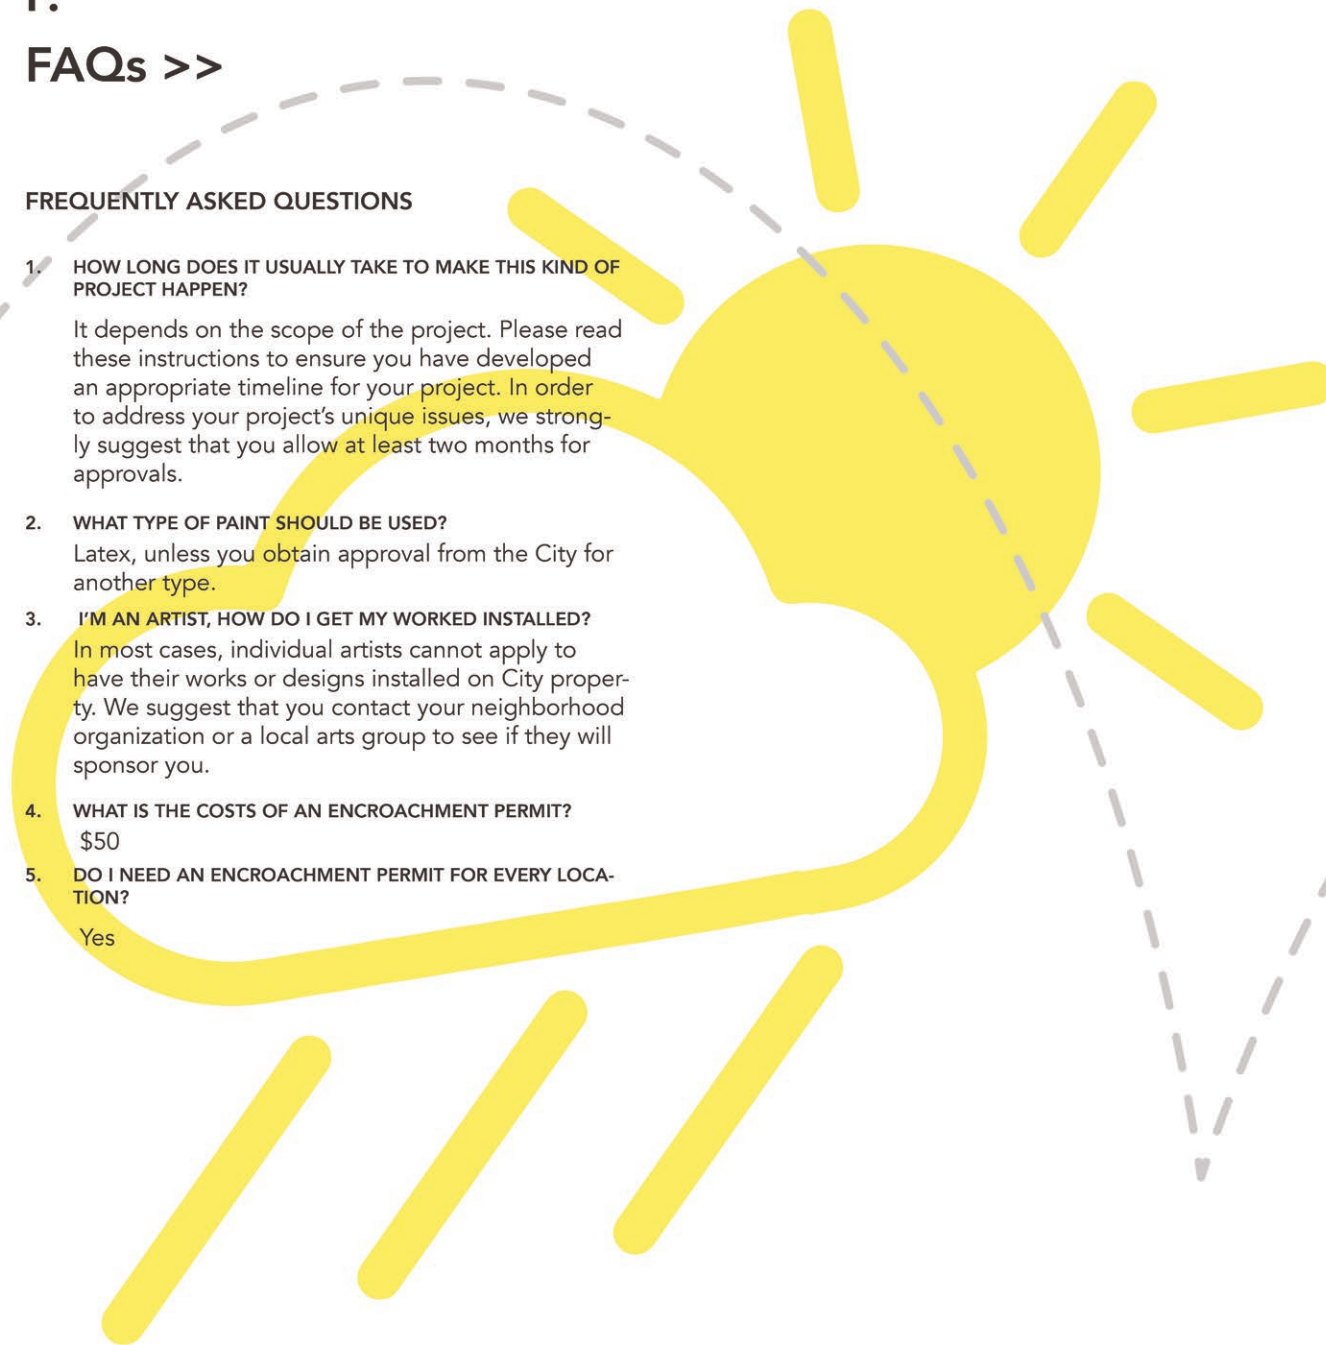 FAQs >>
FREQUENTLY ASKED QUESTIONS
1. HOW LONG DOES IT USUALLY TAKE TO MAKE THIS KIND OF
PROJECT HAPPEN?
It depends on the scope of the project. Please read
these instructions to ensure you have developed
an appropriate timeline for your project. In order
to address your project’s unique issues, we strong-
ly suggest that you allow at least two months for
approvals.
2. WHAT TYPE OF PAINT SHOULD BE USED?
Latex, unless you obtain approval from the City for
another type.
3. I’M AN ARTIST, HOW DO I GET MY WORKED INSTALLED?
In most cases, individual artists cannot apply to
have their works or designs installed on City proper-
ty. We suggest that you contact your neighborhood
organization or a local arts group to see if they will
sponsor you.
4. WHAT IS THE COSTS OF AN ENCROACHMENT PERMIT?
$50
5. DO I NEED AN ENCROACHMENT PERMIT FOR EVERY LOCA-
TION?
Yes